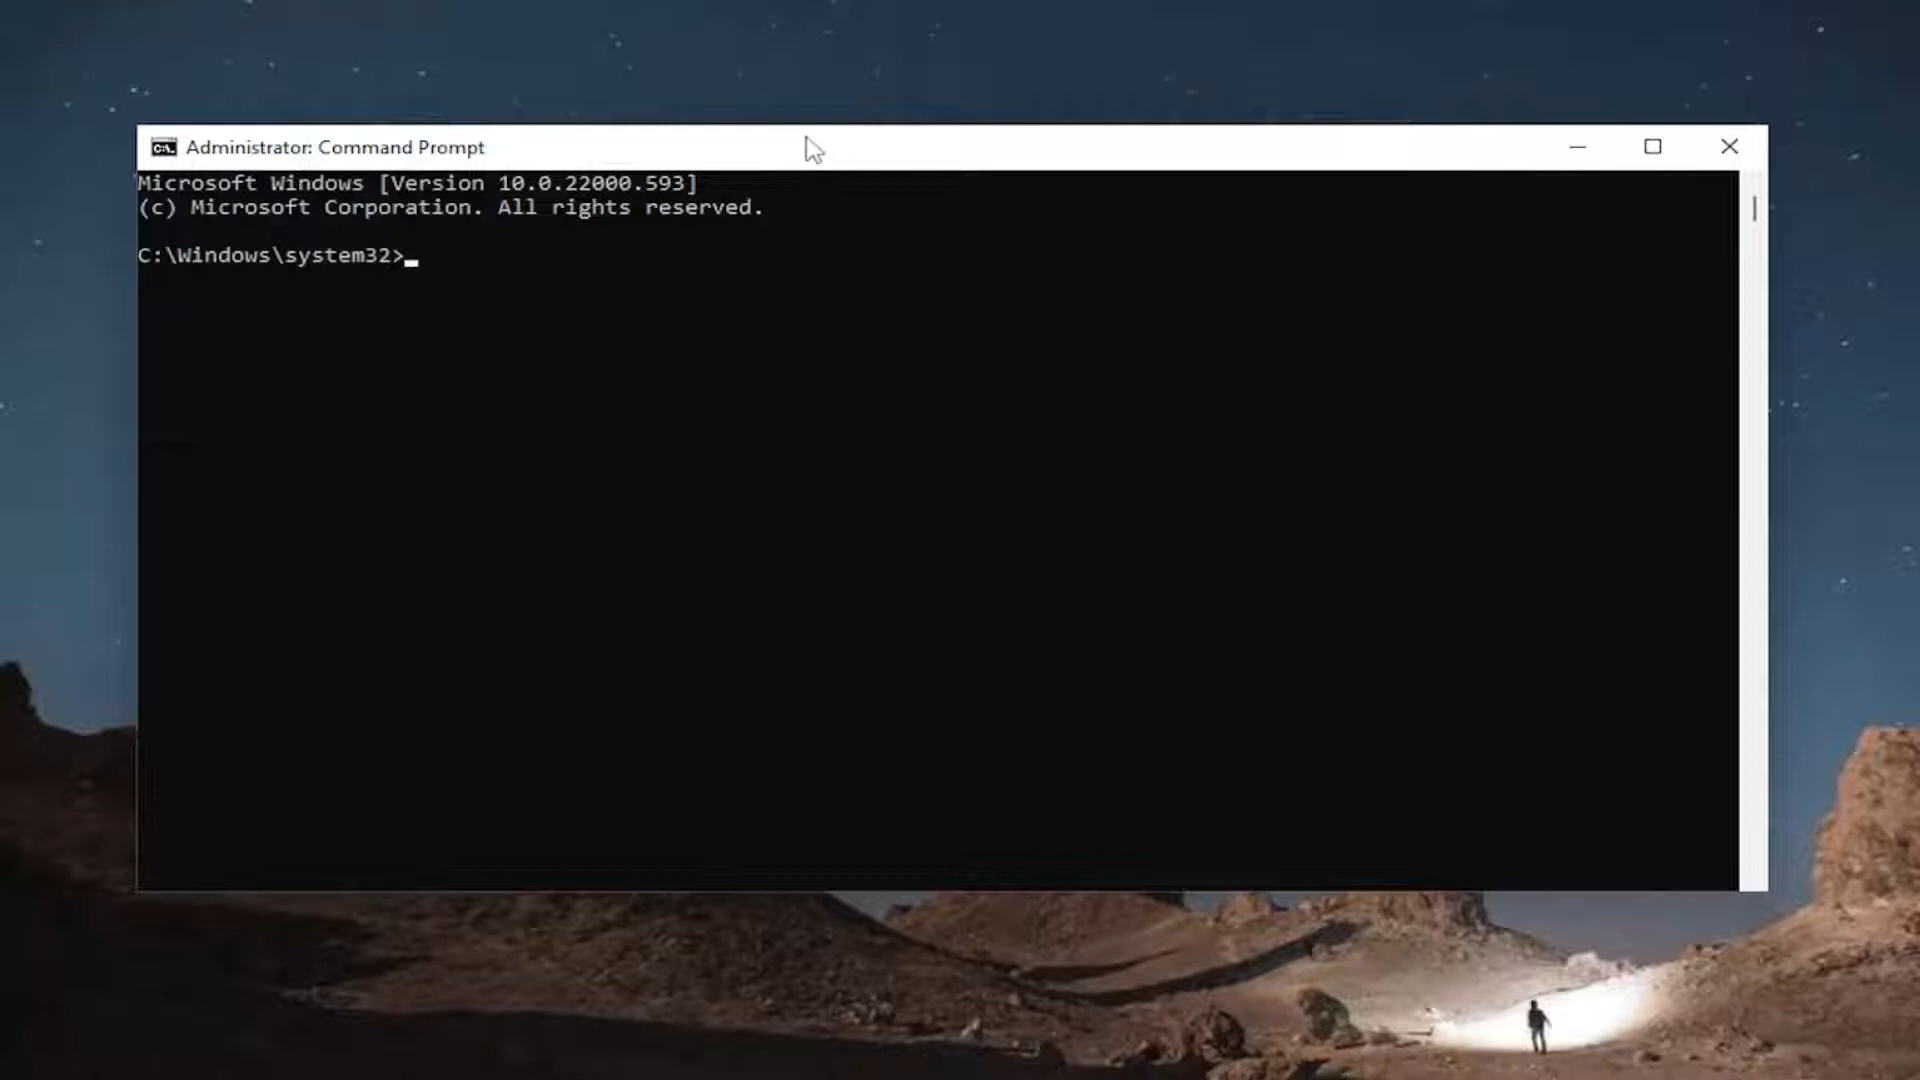 Administrator: Command Prompt
Microsoft Windows [Version 10.0.22000.593]
(c) Microsoft Corporation. All rights reserved.
C:\Windows\system32>